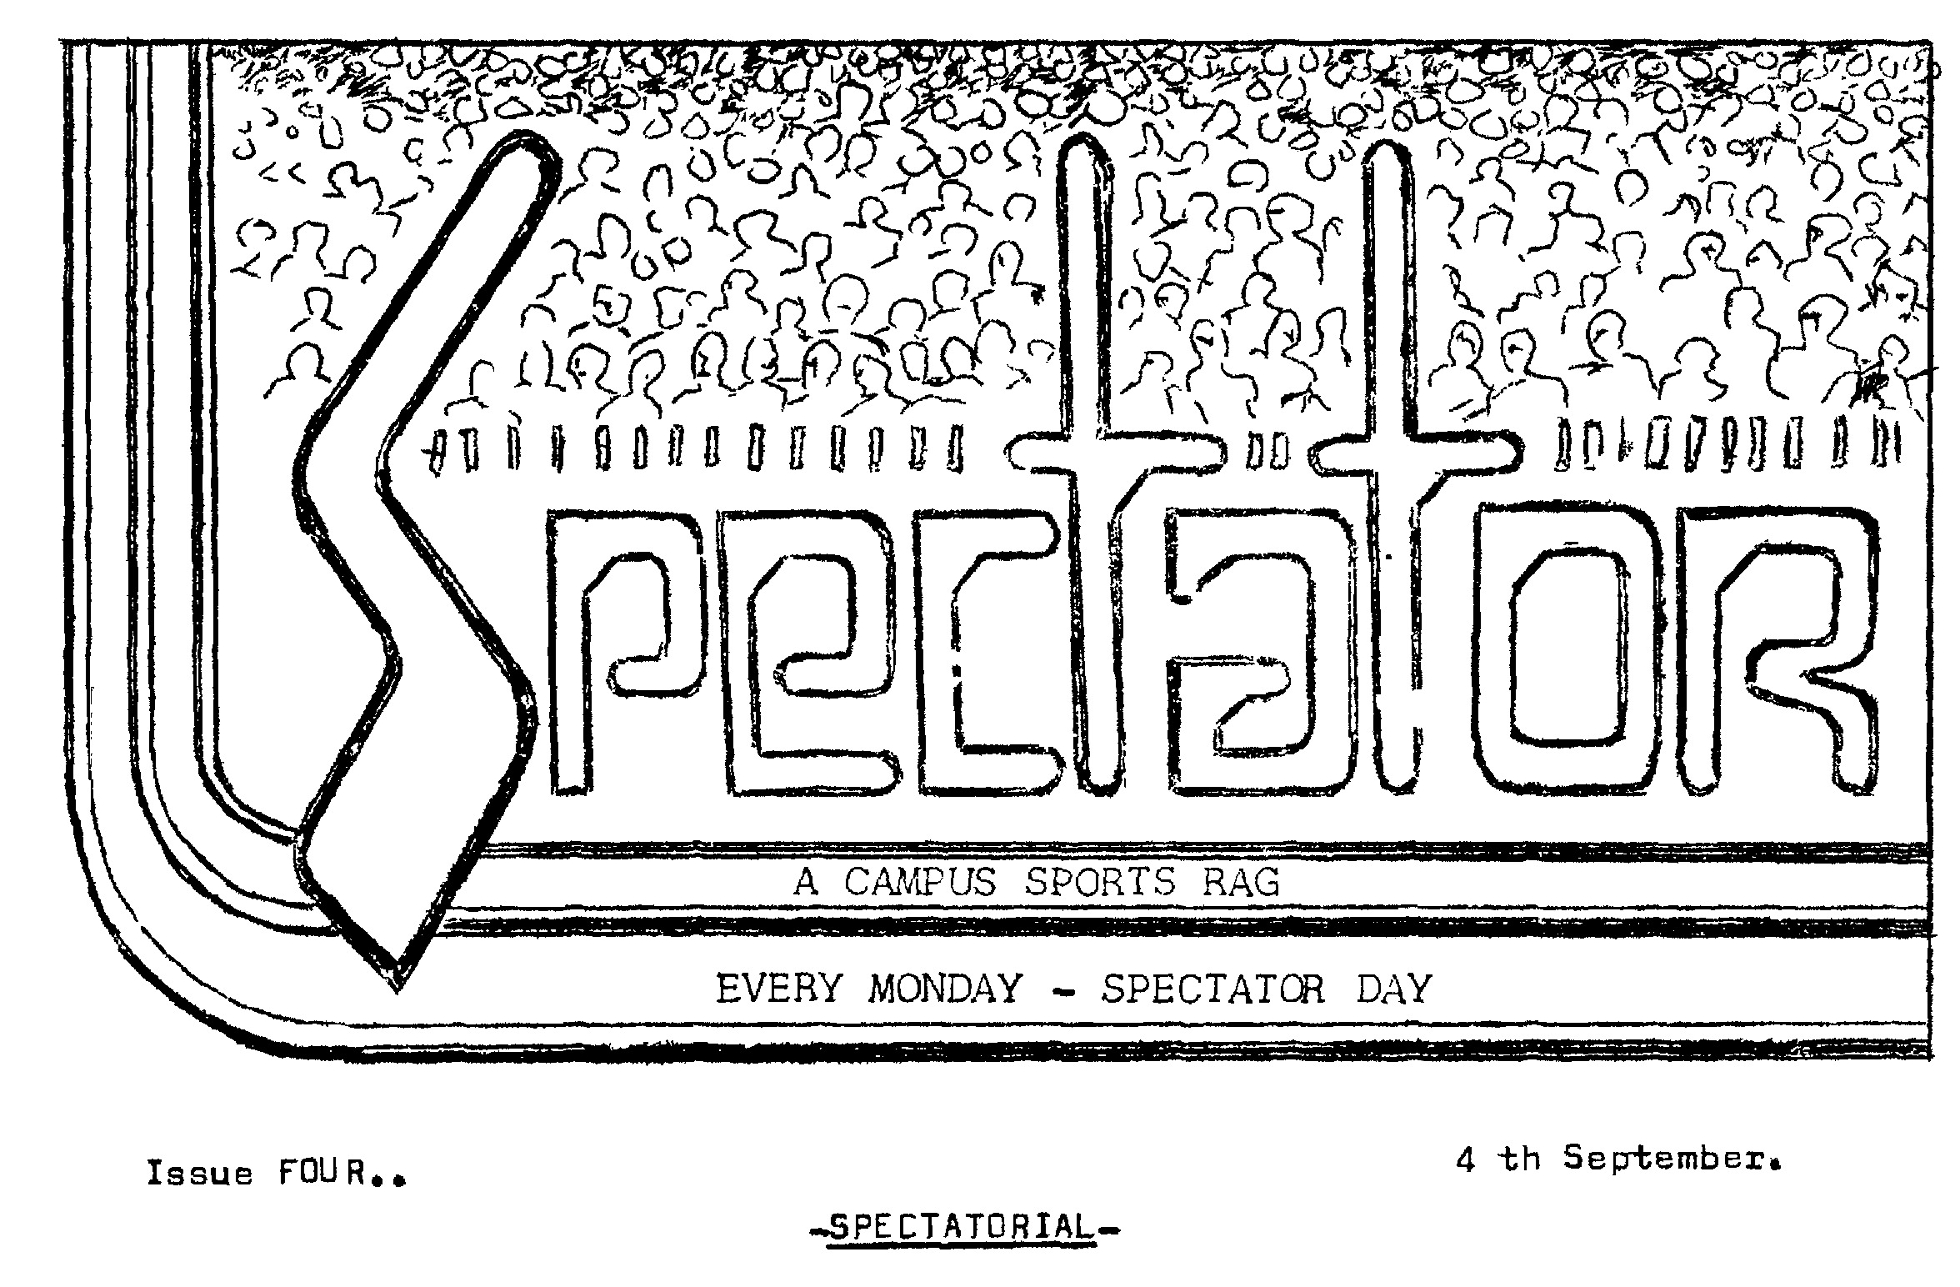 SPECTATOR
A CAMPUS SPORTS RAG
EVERY MONDAY - SPECTATOR DAY
Issue FOUR..
4 th September.
-SPECTATORIAL-